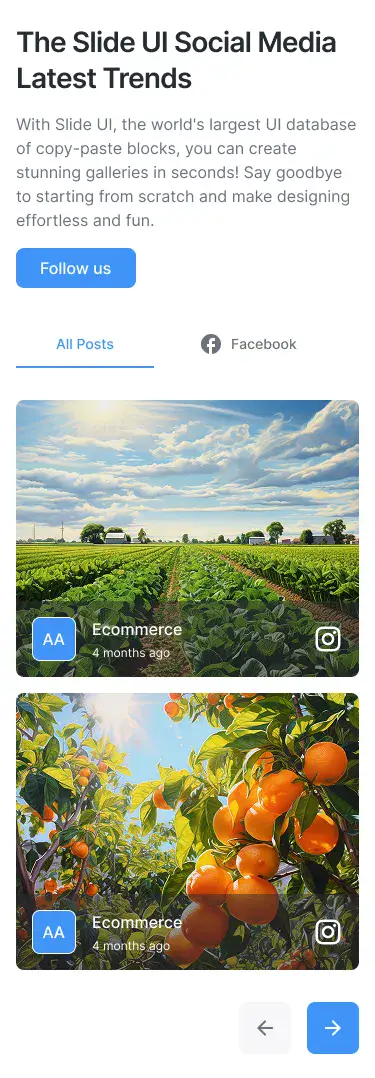 The Slide UI Social Media
Latest Trends
With Slide UI, the world's largest UI database
of copy-paste blocks, you can create
stunning galleries in seconds! Say goodbye
to starting from scratch and make designing
effortless and fun.
Follow us
All Posts
Facebook
AA
Ecommerce
4 months ago
AA
Ecommerce
4 months ago